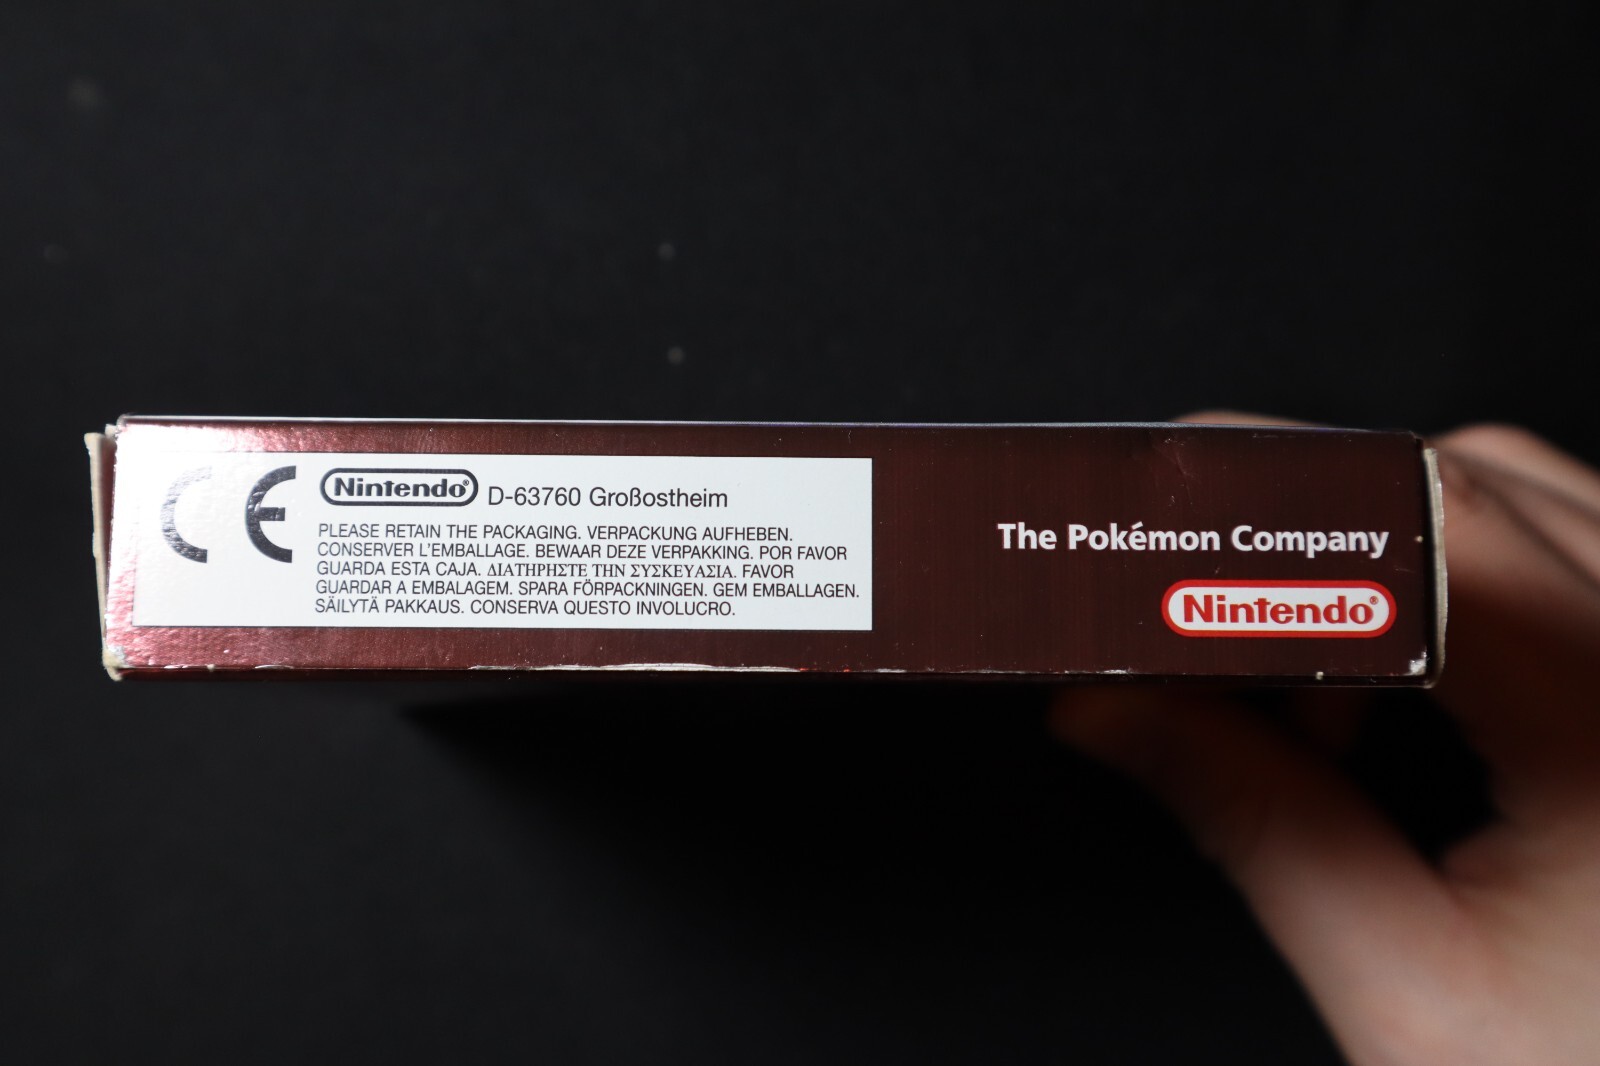 CE
Nintendo® D-63760 Großostheim
PLEASE RETAIN THE PACKAGING. VERPACKUNG AUFHEBEN.
CONSERVER L'EMBALLAGE. BEWAAR DEZE VERPAKKING. POR FAVOR
GUARDA ESTA CAJA. ΔΙΑΤΗΡΗΣΤΕ ΤΗΝ ΣΥΣΚΕΥΑΣΙΑ. FAVOR
GUARDAR A EMBALAGEM. SPARA FÖRPACKNINGEN. GEM EMBALLAGEN.
SÄILYTÄ PAKKAUS. CONSERVA QUESTO INVOLUCRO.
The Pokémon Company
Nintendo®